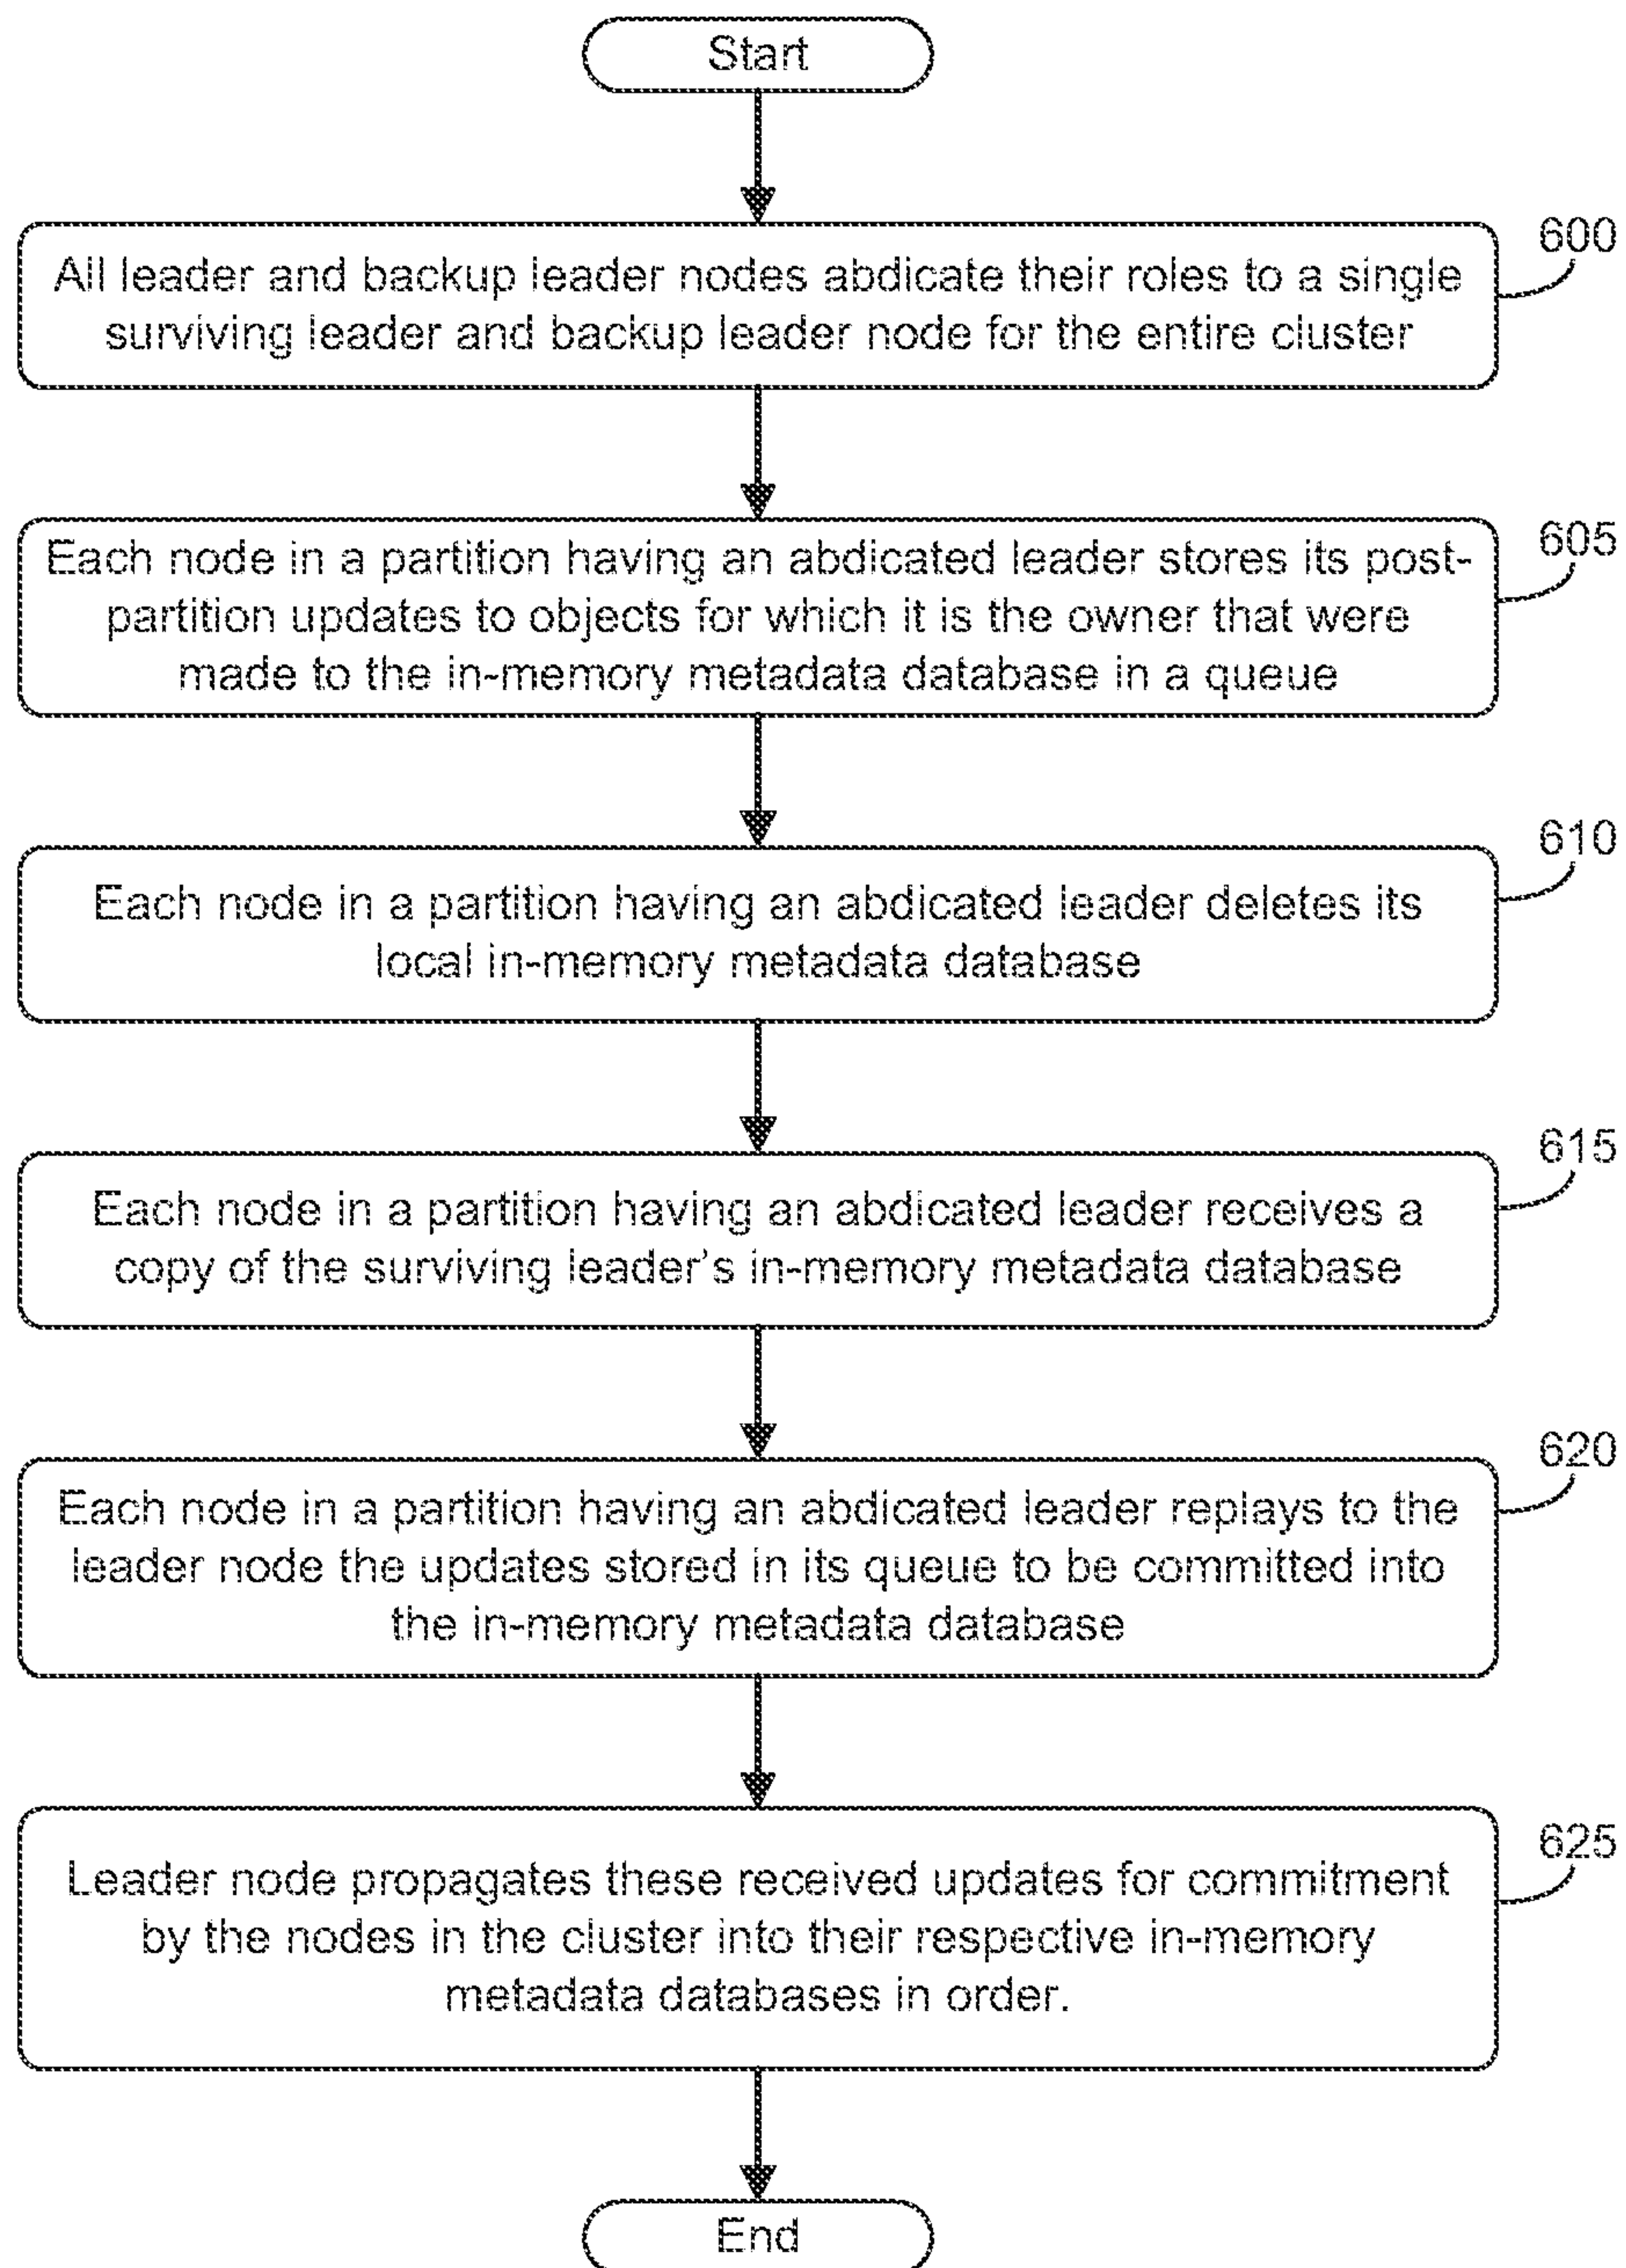 Start
600
All leader and backup leader nodes abdicate their roles to a single
surviving leader and backup leader node for the entire cluster
605
Each node in a partition having an abdicated leader stores its post-
partition updates to objects for which it is the owner that were
made to the in-memory metadata database in a queue
610
Each node in a partition having an abdicated leader deletes its
local in-memory metadata database
615
Each node in a partition having an abdicated leader receives a
copy of the surviving leader's in-memory metadata database
620
Each node in a partition having an abdicated leader replays to the
leader node the updates stored in its queue to be committed into
the in-memory metadata database
625
Leader node propagates these received updates for commitment
by the nodes in the cluster into their respective in-memory
metadata databases in order.
End